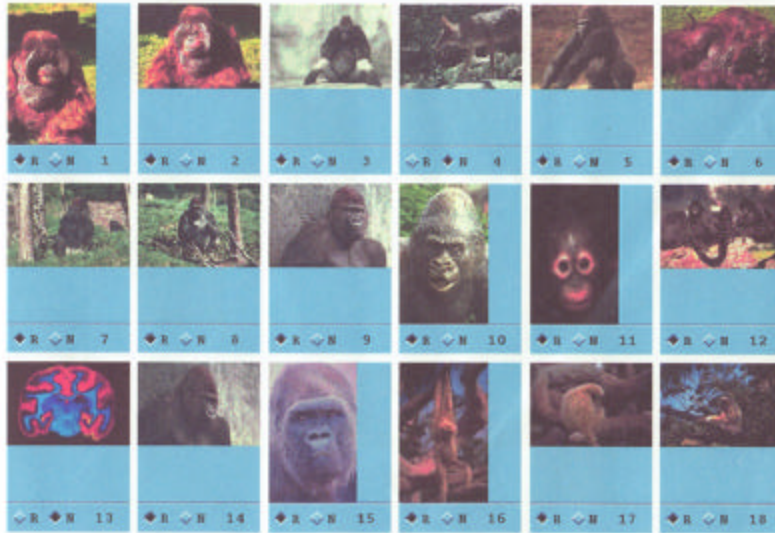 R N 1
R N 2
R N 3
R N 4
R N 5
R N 6
R N 7
R N 8
R N 9
R N 10
R N 11
R N 12
R N 13
R N 14
R N 15
R N 16
R N 17
R N 18